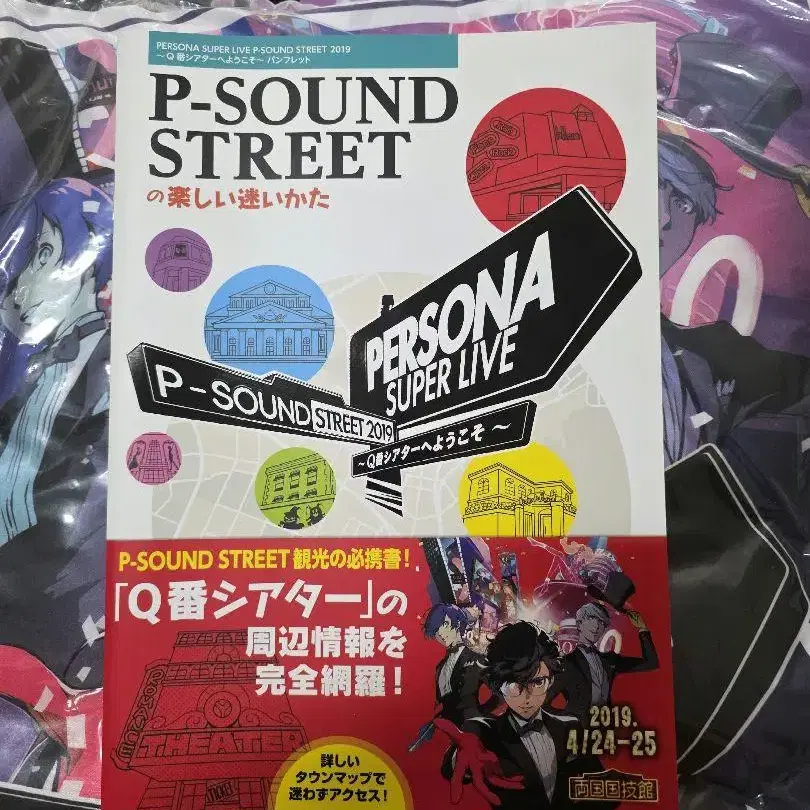 PERSONA SUPER LIVE P-SOUND STREET 2019
～Q番シアターへようこそ～ パンフレット
P-SOUND
STREET
の楽しい迷いかた
PERSONA
SUPER LIVE
P-SOUND STREET 2019
～Q番シアターへようこそ～
P-SOUND STREET 観光の必携書！
「Q番シアター」の
周辺情報を
完全網羅！
THEATER
TICKET
詳しい
タウンマップで
迷わずアクセス！
2019.
4/24-25
両国国技館